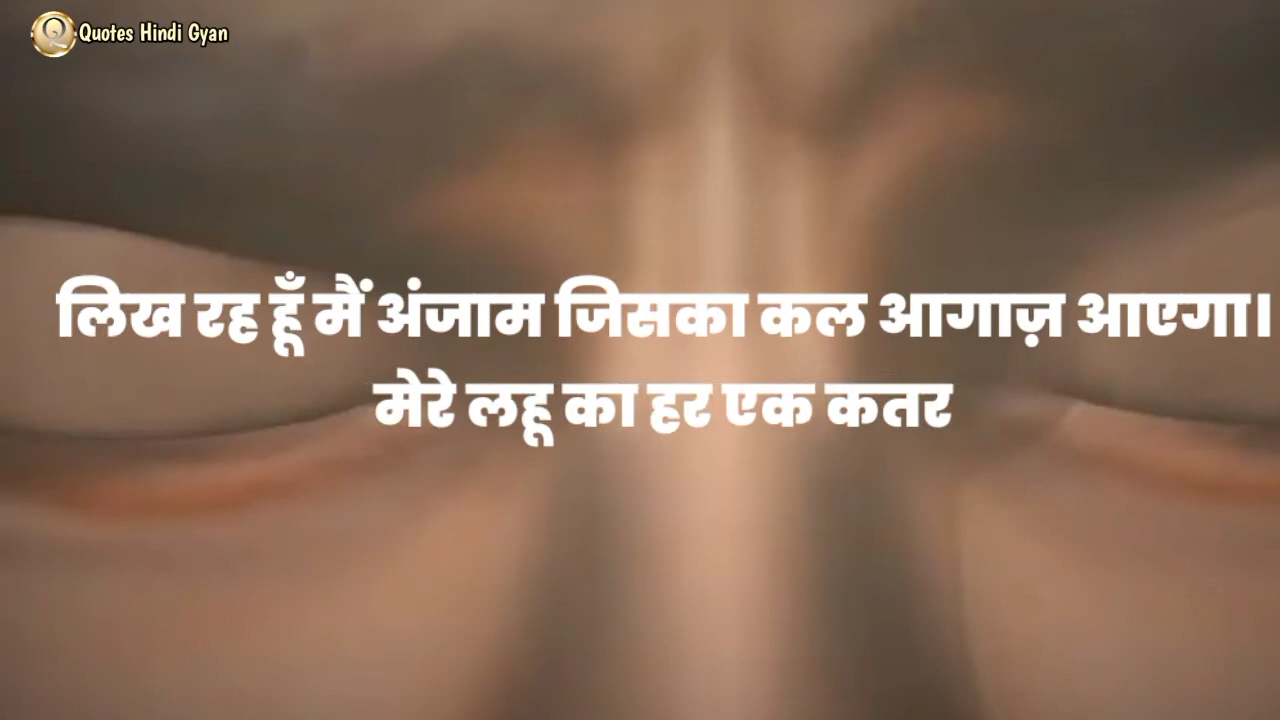 Quotes Hindi Gyan
लिख रह हूँ मैं अंजाम जिसका कल आगाज़ आएगा।
मेरे लहू का हर एक कतर